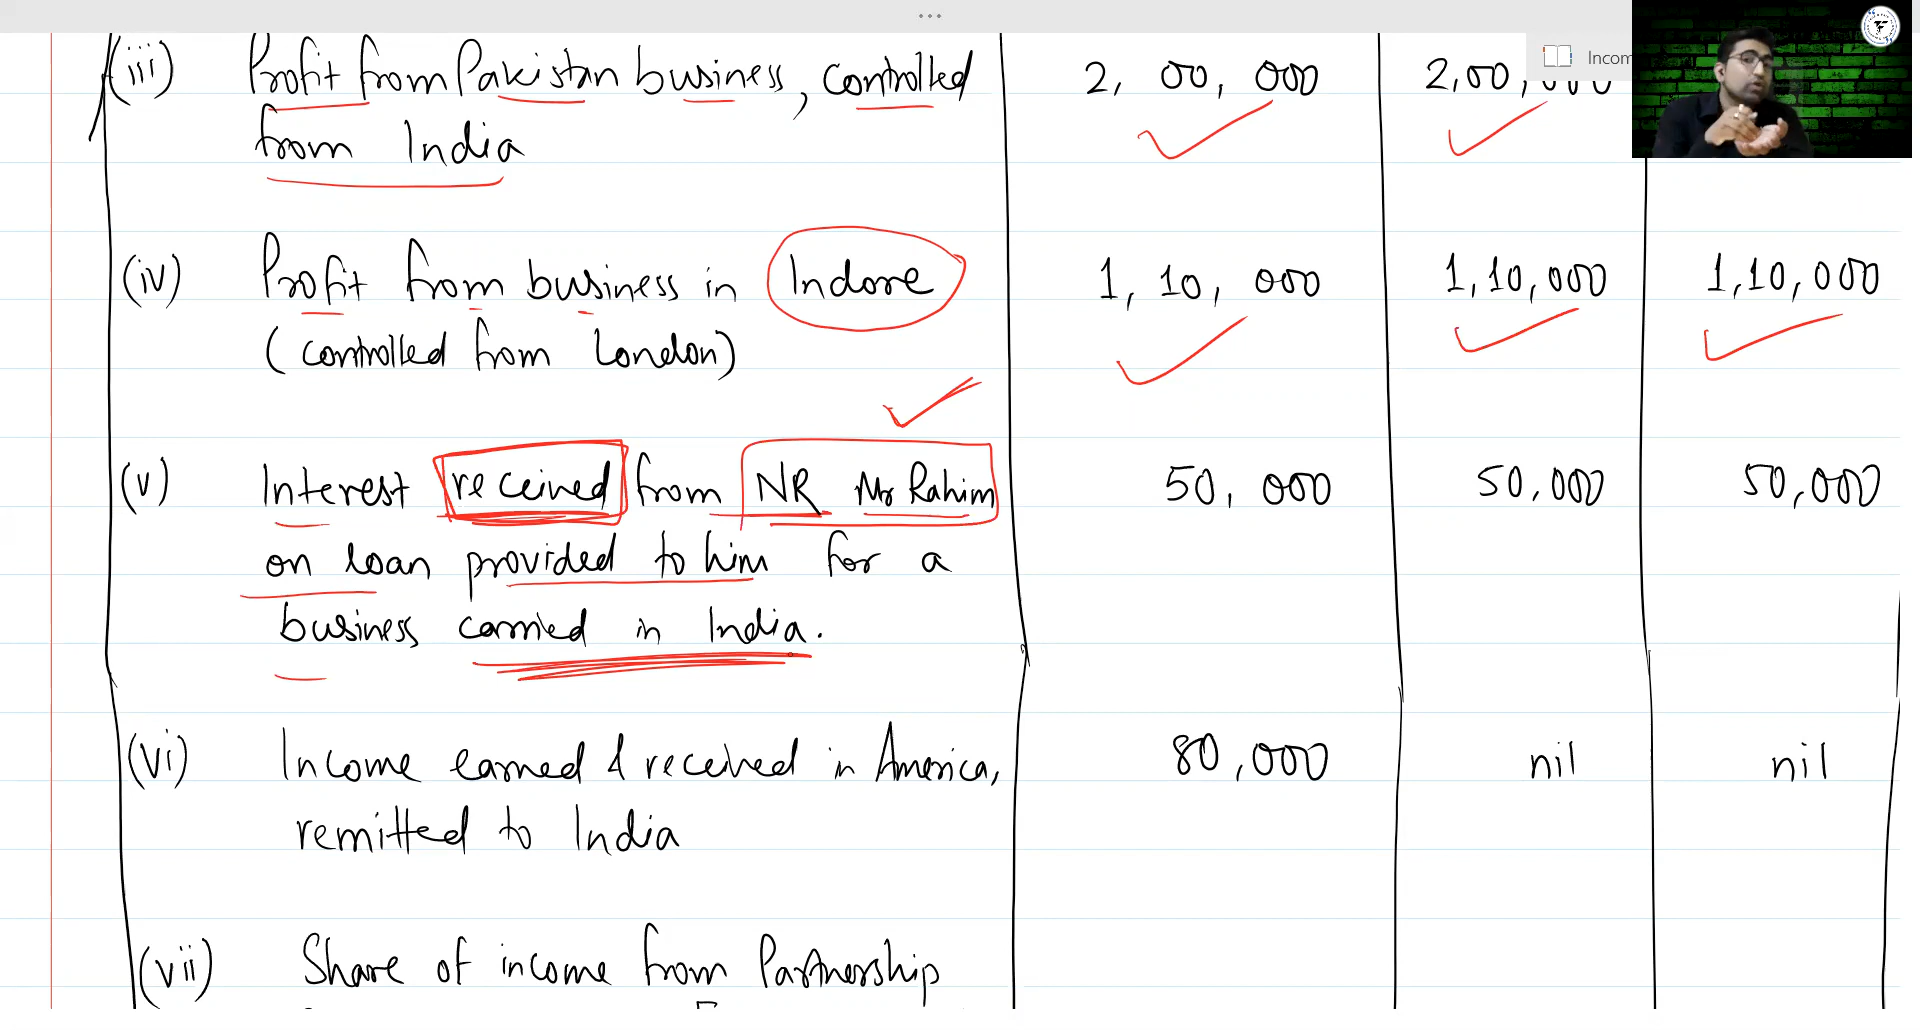 Incom
(iii) Profit from Pakistan business, controlled 2,00,000 2,00,000
from India
(iv) Profit from business in Indore 1,10,000 1,10,000 1,10,000
(controlled from London)
(v) Interest received from NR Mr Rahim 50,000 50,000 50,000
on loan provided to him for a
business carried in India.
(vi) Income earned & received in America, 80,000 nil nil
remitted to India
(vii) Share of income from Partnership